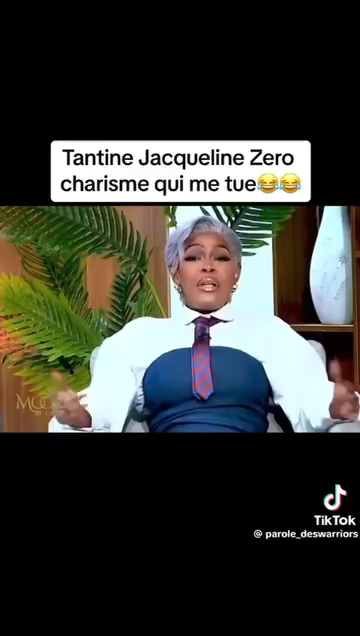 Tantine Jacqueline Zero
charisme qui me tue😂😂
TikTok
@ parole_deswarriors